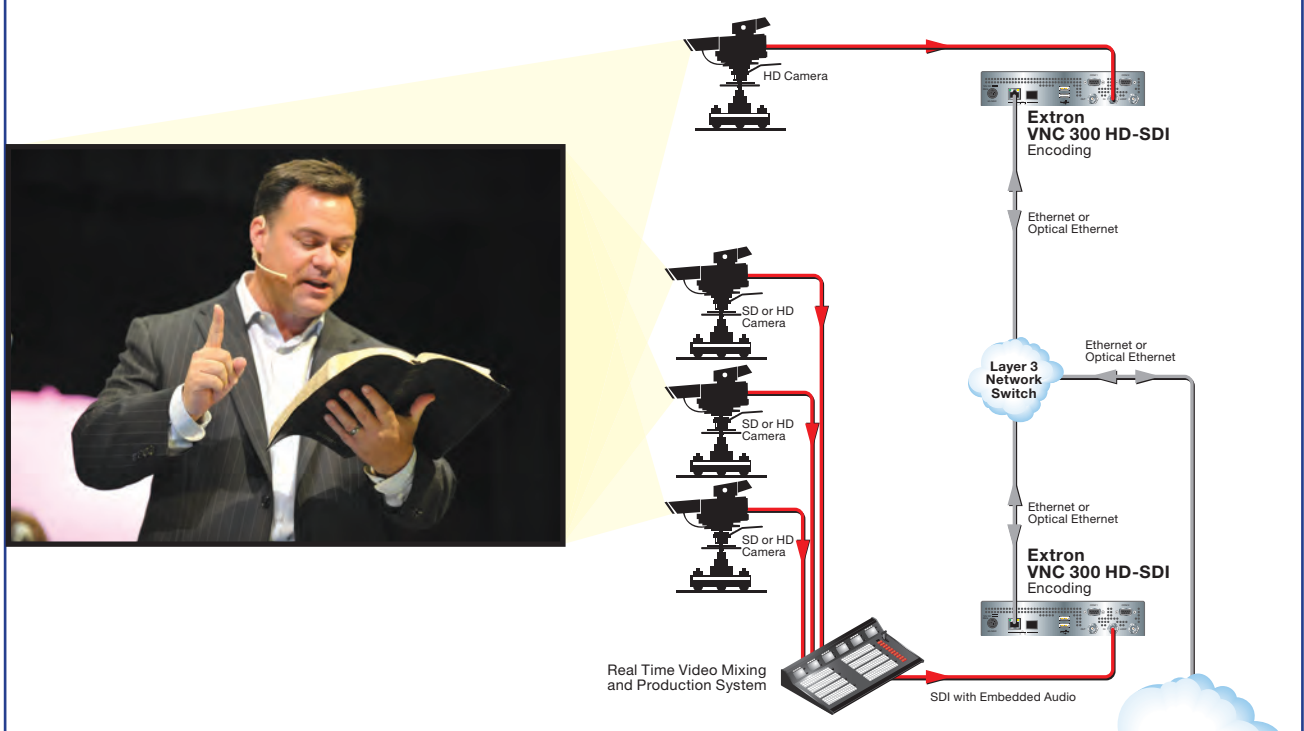 HD Camera
Extron
VNC 300 HD-SDI
Encoding
Ethernet or
Optical Ethernet
SD or HD
Camera
Layer 3
Network
Switch
Ethernet or
Optical Ethernet
SD or HD
Camera
SD or HD
Camera
Ethernet or
Optical Ethernet
Extron
VNC 300 HD-SDI
Encoding
Real Time Video Mixing
and Production System
SDI with Embedded Audio